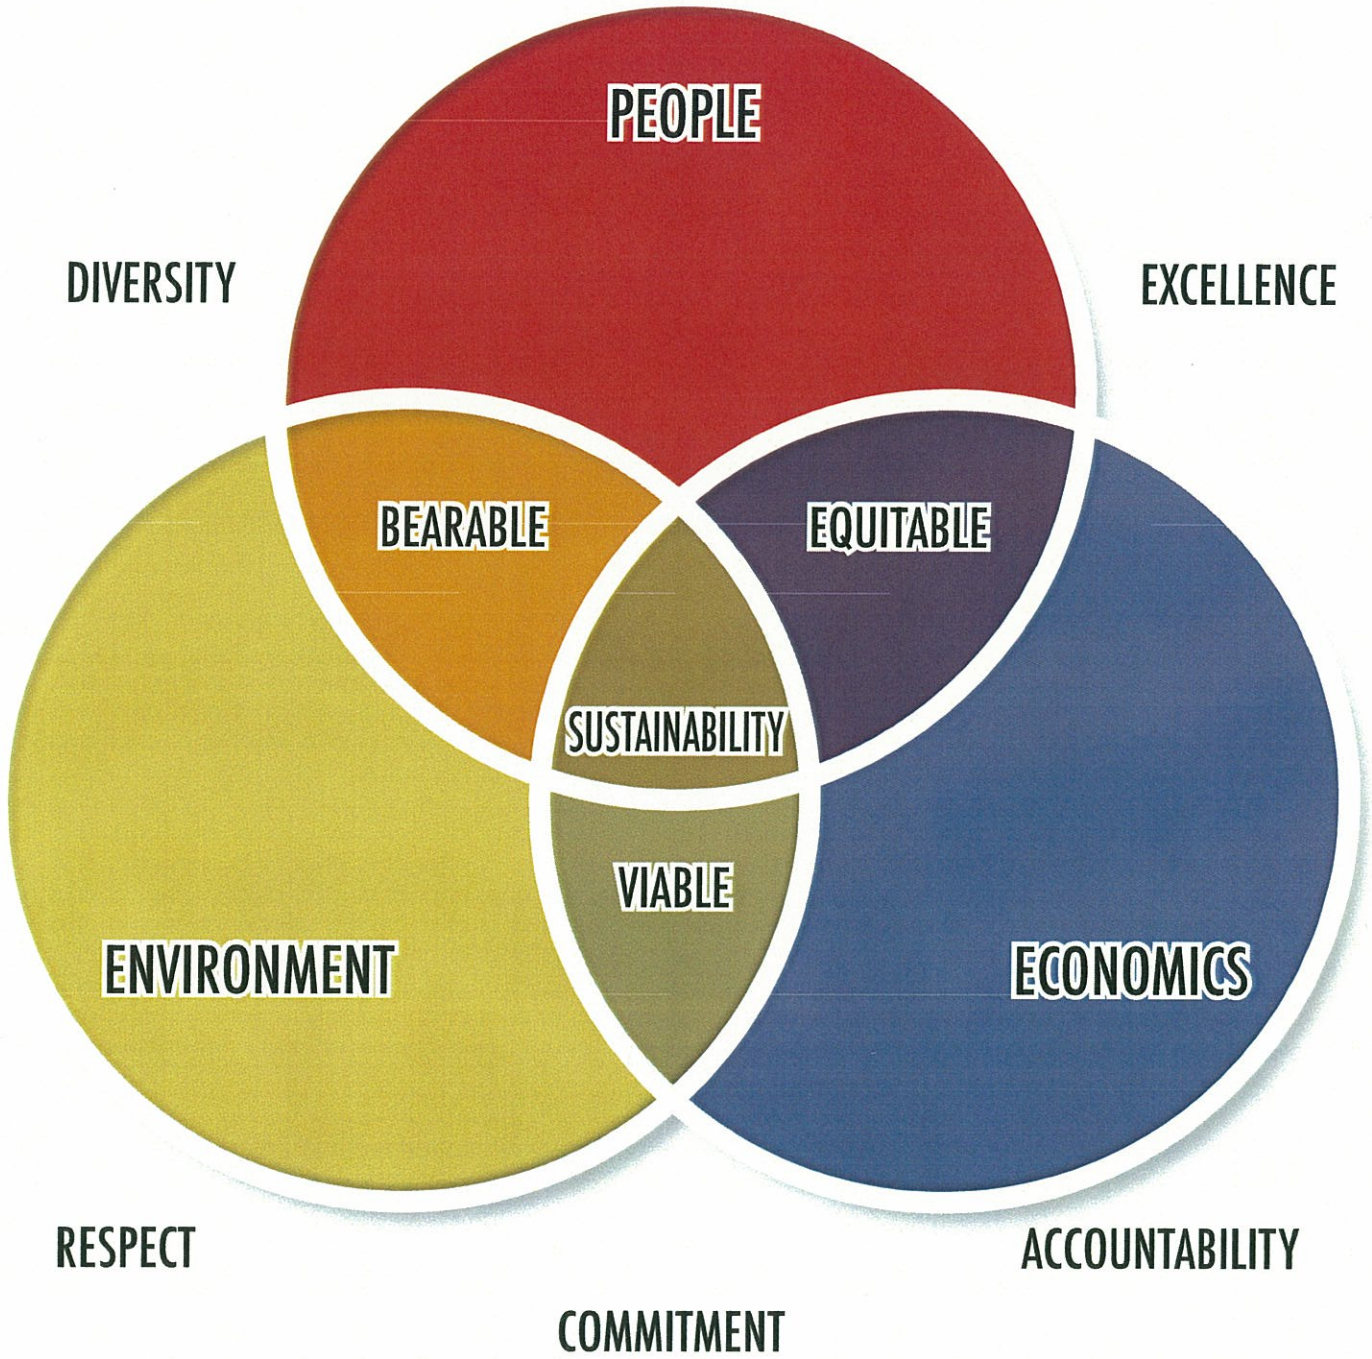 PEOPLE
DIVERSITY
EXCELLENCE
BEARABLE
EQUITABLE
SUSTAINABILITY
VIABLE
ENVIRONMENT
ECONOMICS
RESPECT
ACCOUNTABILITY
COMMITMENT